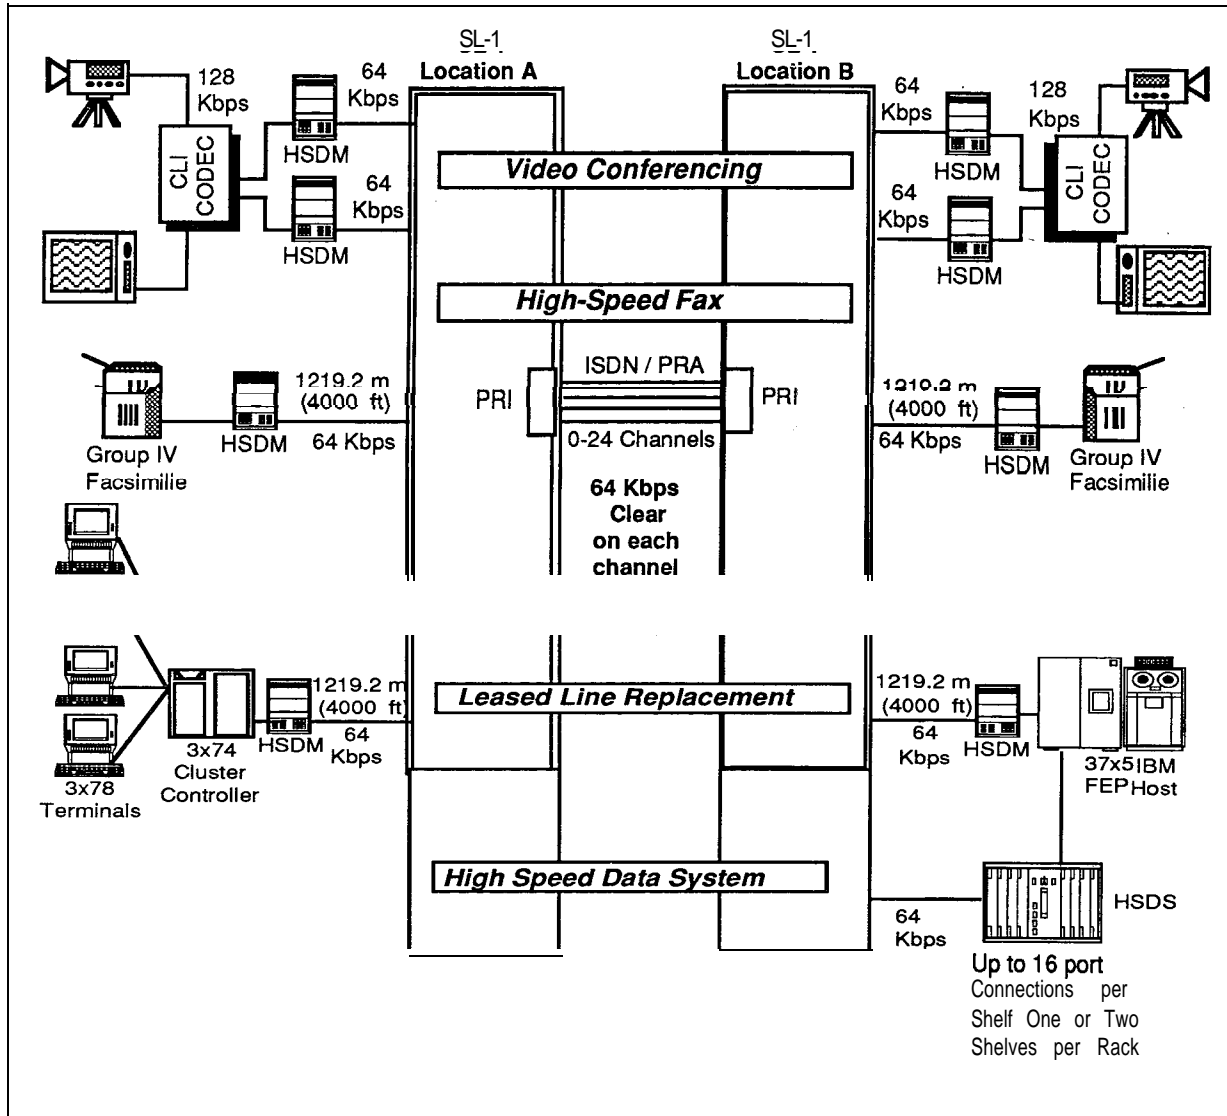 SL-1
Location A
SL-1
Location B
128
Kbps
64
Kbps
HSDM
CLI
CODEC
64
Kbps
HSDM
64
Kbps
HSDM
128
Kbps
CLI
CODEC
64
Kbps
HSDM
Video Conferencing
High-Speed Fax
1219.2 m
(4000 ft)
64 Kbps
HSDM
IV
Group IV
Facsimilie
PRI
ISDN / PRA
PRI
0-24 Channels
64 Kbps
Clear
on each
channel
1219.2 m
(4000 ft)
64 Kbps
HSDM
IV
Group IV
Facsimilie
3x78
Terminals
3x74
Cluster
Controller
HSDM
1219.2 m
(4000 ft)
64
Kbps
Leased Line Replacement
1219.2 m
(4000 ft)
64
Kbps
HSDM
37x5
FEP
IBM
Host
High Speed Data System
64
Kbps
HSDS
Up to 16 port
Connections per
Shelf One or Two
Shelves per Rack